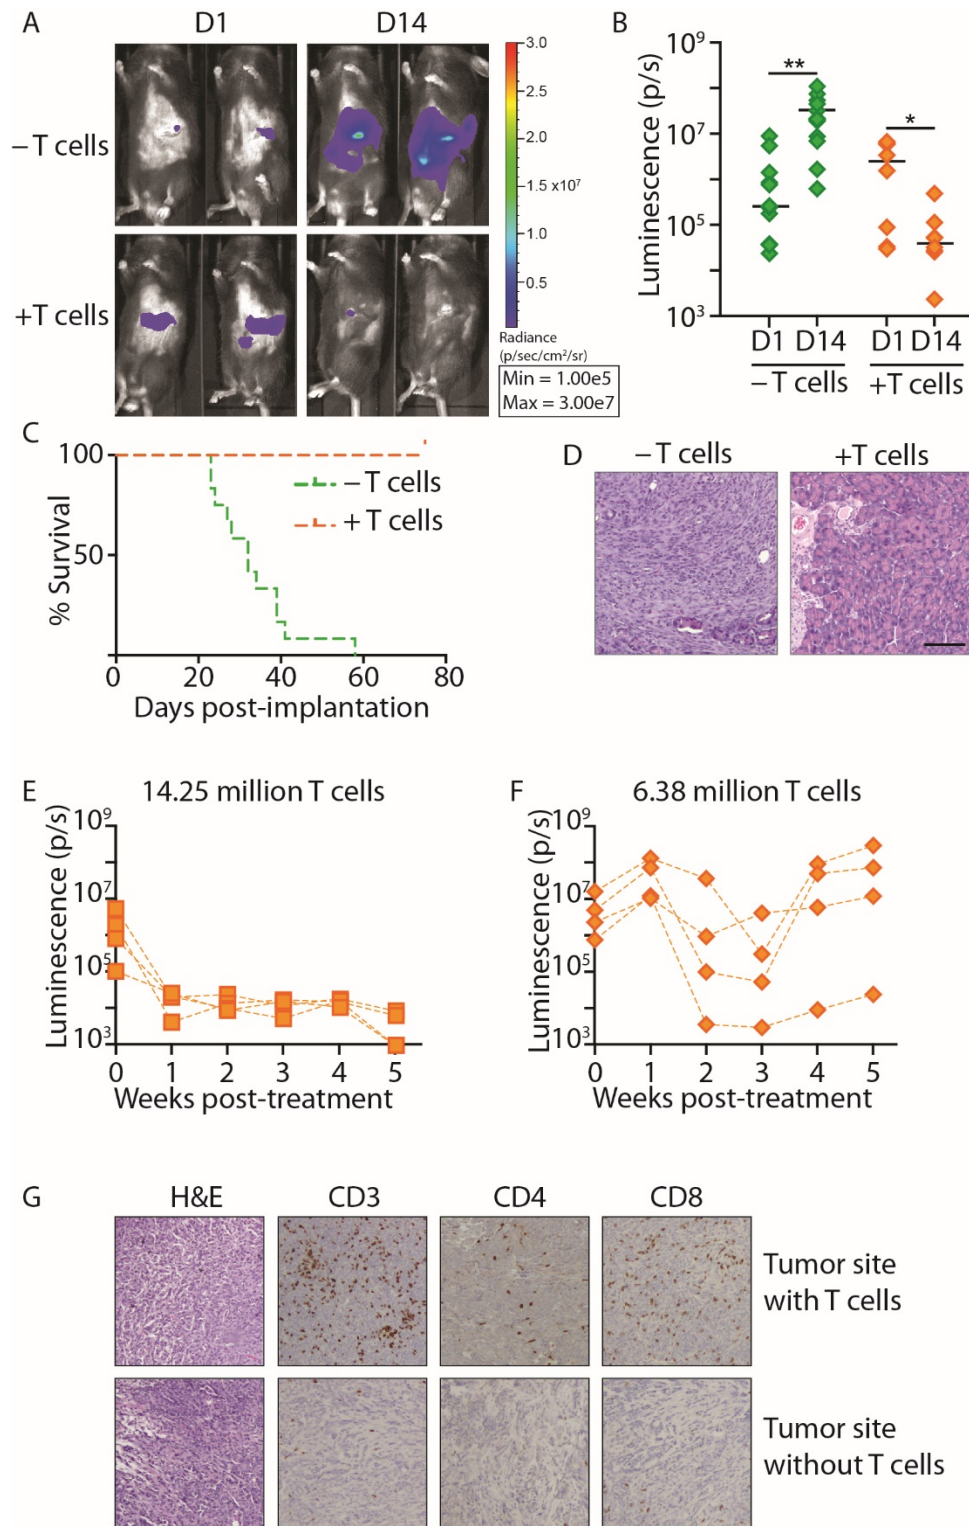 A
D1
D14
– T cells
+T cells
3.0
2.5
2.0
1.5 x10⁷
1.0
0.5
Radiance
(p/sec/cm²/sr)
Min = 1.00e5
Max = 3.00e7
B
Luminescence (p/s)
10⁹
10⁷
10⁵
10³
**
*
D1 D14 D1 D14
– T cells +T cells
C
% Survival
100
50
0 20 40 60 80
Days post-implantation
– T cells
+ T cells
D
– T cells
+T cells
E
14.25 million T cells
Luminescence (p/s)
10⁹
10⁷
10⁵
10³
0 1 2 3 4 5
Weeks post-treatment
F
6.38 million T cells
Luminescence (p/s)
10⁹
10⁷
10⁵
10³
0 1 2 3 4 5
Weeks post-treatment
G
H&E CD3 CD4 CD8
Tumor site
with T cells
Tumor site
without T cells